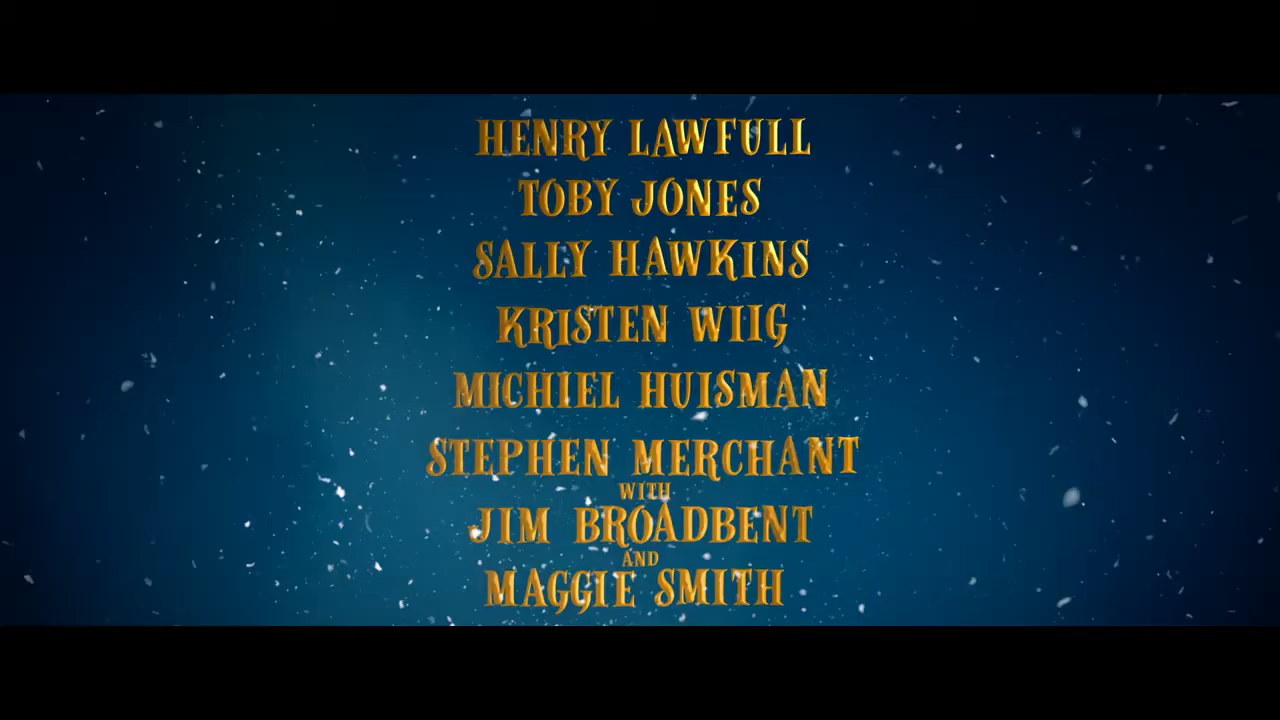 HENRY LAWFULL
TOBY JONES
SALLY HAWKINS
KRISTEN WIIG
MICHIEL HUISMAN
STEPHEN MERCHANT
WITH
JIM BROADBENT
AND
MAGGIE SMITH